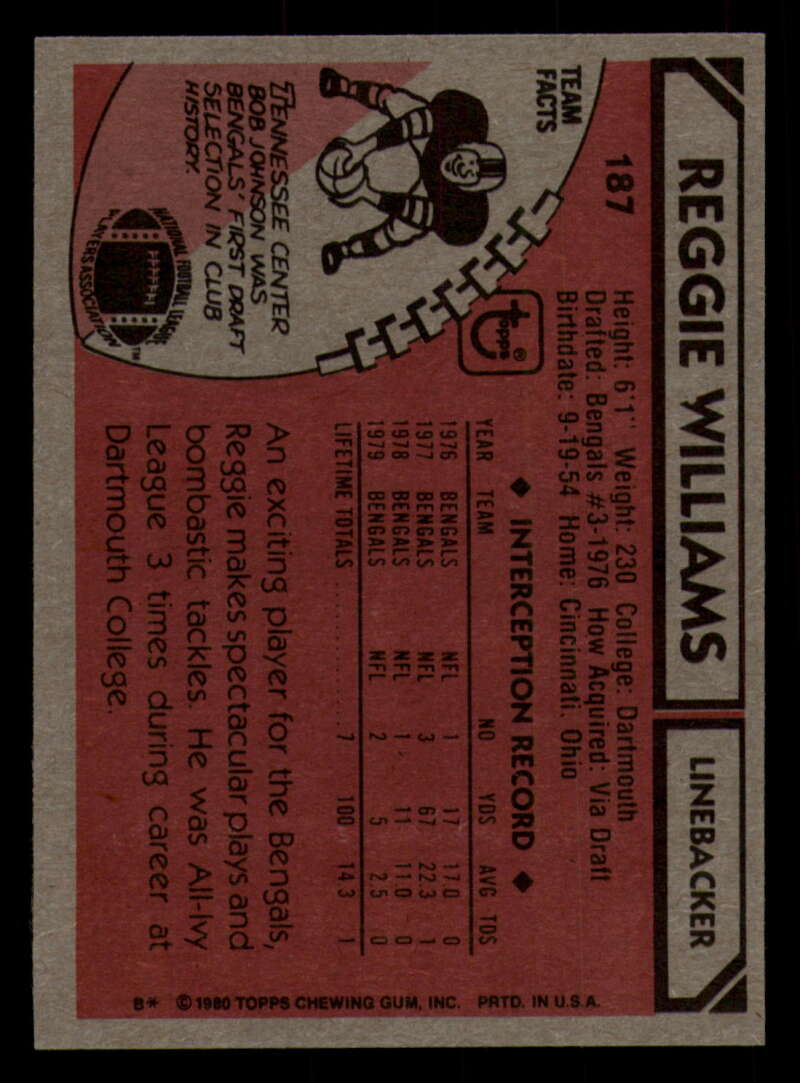 REGGIE WILLIAMS
LINEBACKER
187
Height: 6'1" Weight: 230 College: Dartmouth
Drafted: Bengals #3-1976 How Acquired: Via Draft
Birthdate: 9-19-54 Home: Cincinnati, Ohio
TEAM
FACTS
topps®
◆ INTERCEPTION RECORD ◆
YEAR TEAM NO YDS AVG TDS
1976 BENGALS NFL 1 17 17.0 0
1977 BENGALS NFL 3 67 22.3 1
1978 BENGALS NFL 1 11 11.0 0
1979 BENGALS NFL 2 5 2.5 0
LIFETIME TOTALS 7 100 14.3 1
TENNESSEE CENTER
BOB JOHNSON WAS
BENGALS' FIRST DRAFT
SELECTION IN CLUB
HISTORY.
NATIONAL FOOTBALL LEAGUE
PLAYERS ASSOCIATION™
An exciting player for the Bengals,
Reggie makes spectacular plays and
bombastic tackles. He was All-Ivy
League 3 times during career at
Dartmouth College.
B* © 1980 TOPPS CHEWING GUM, INC. PRTD. IN U.S.A.